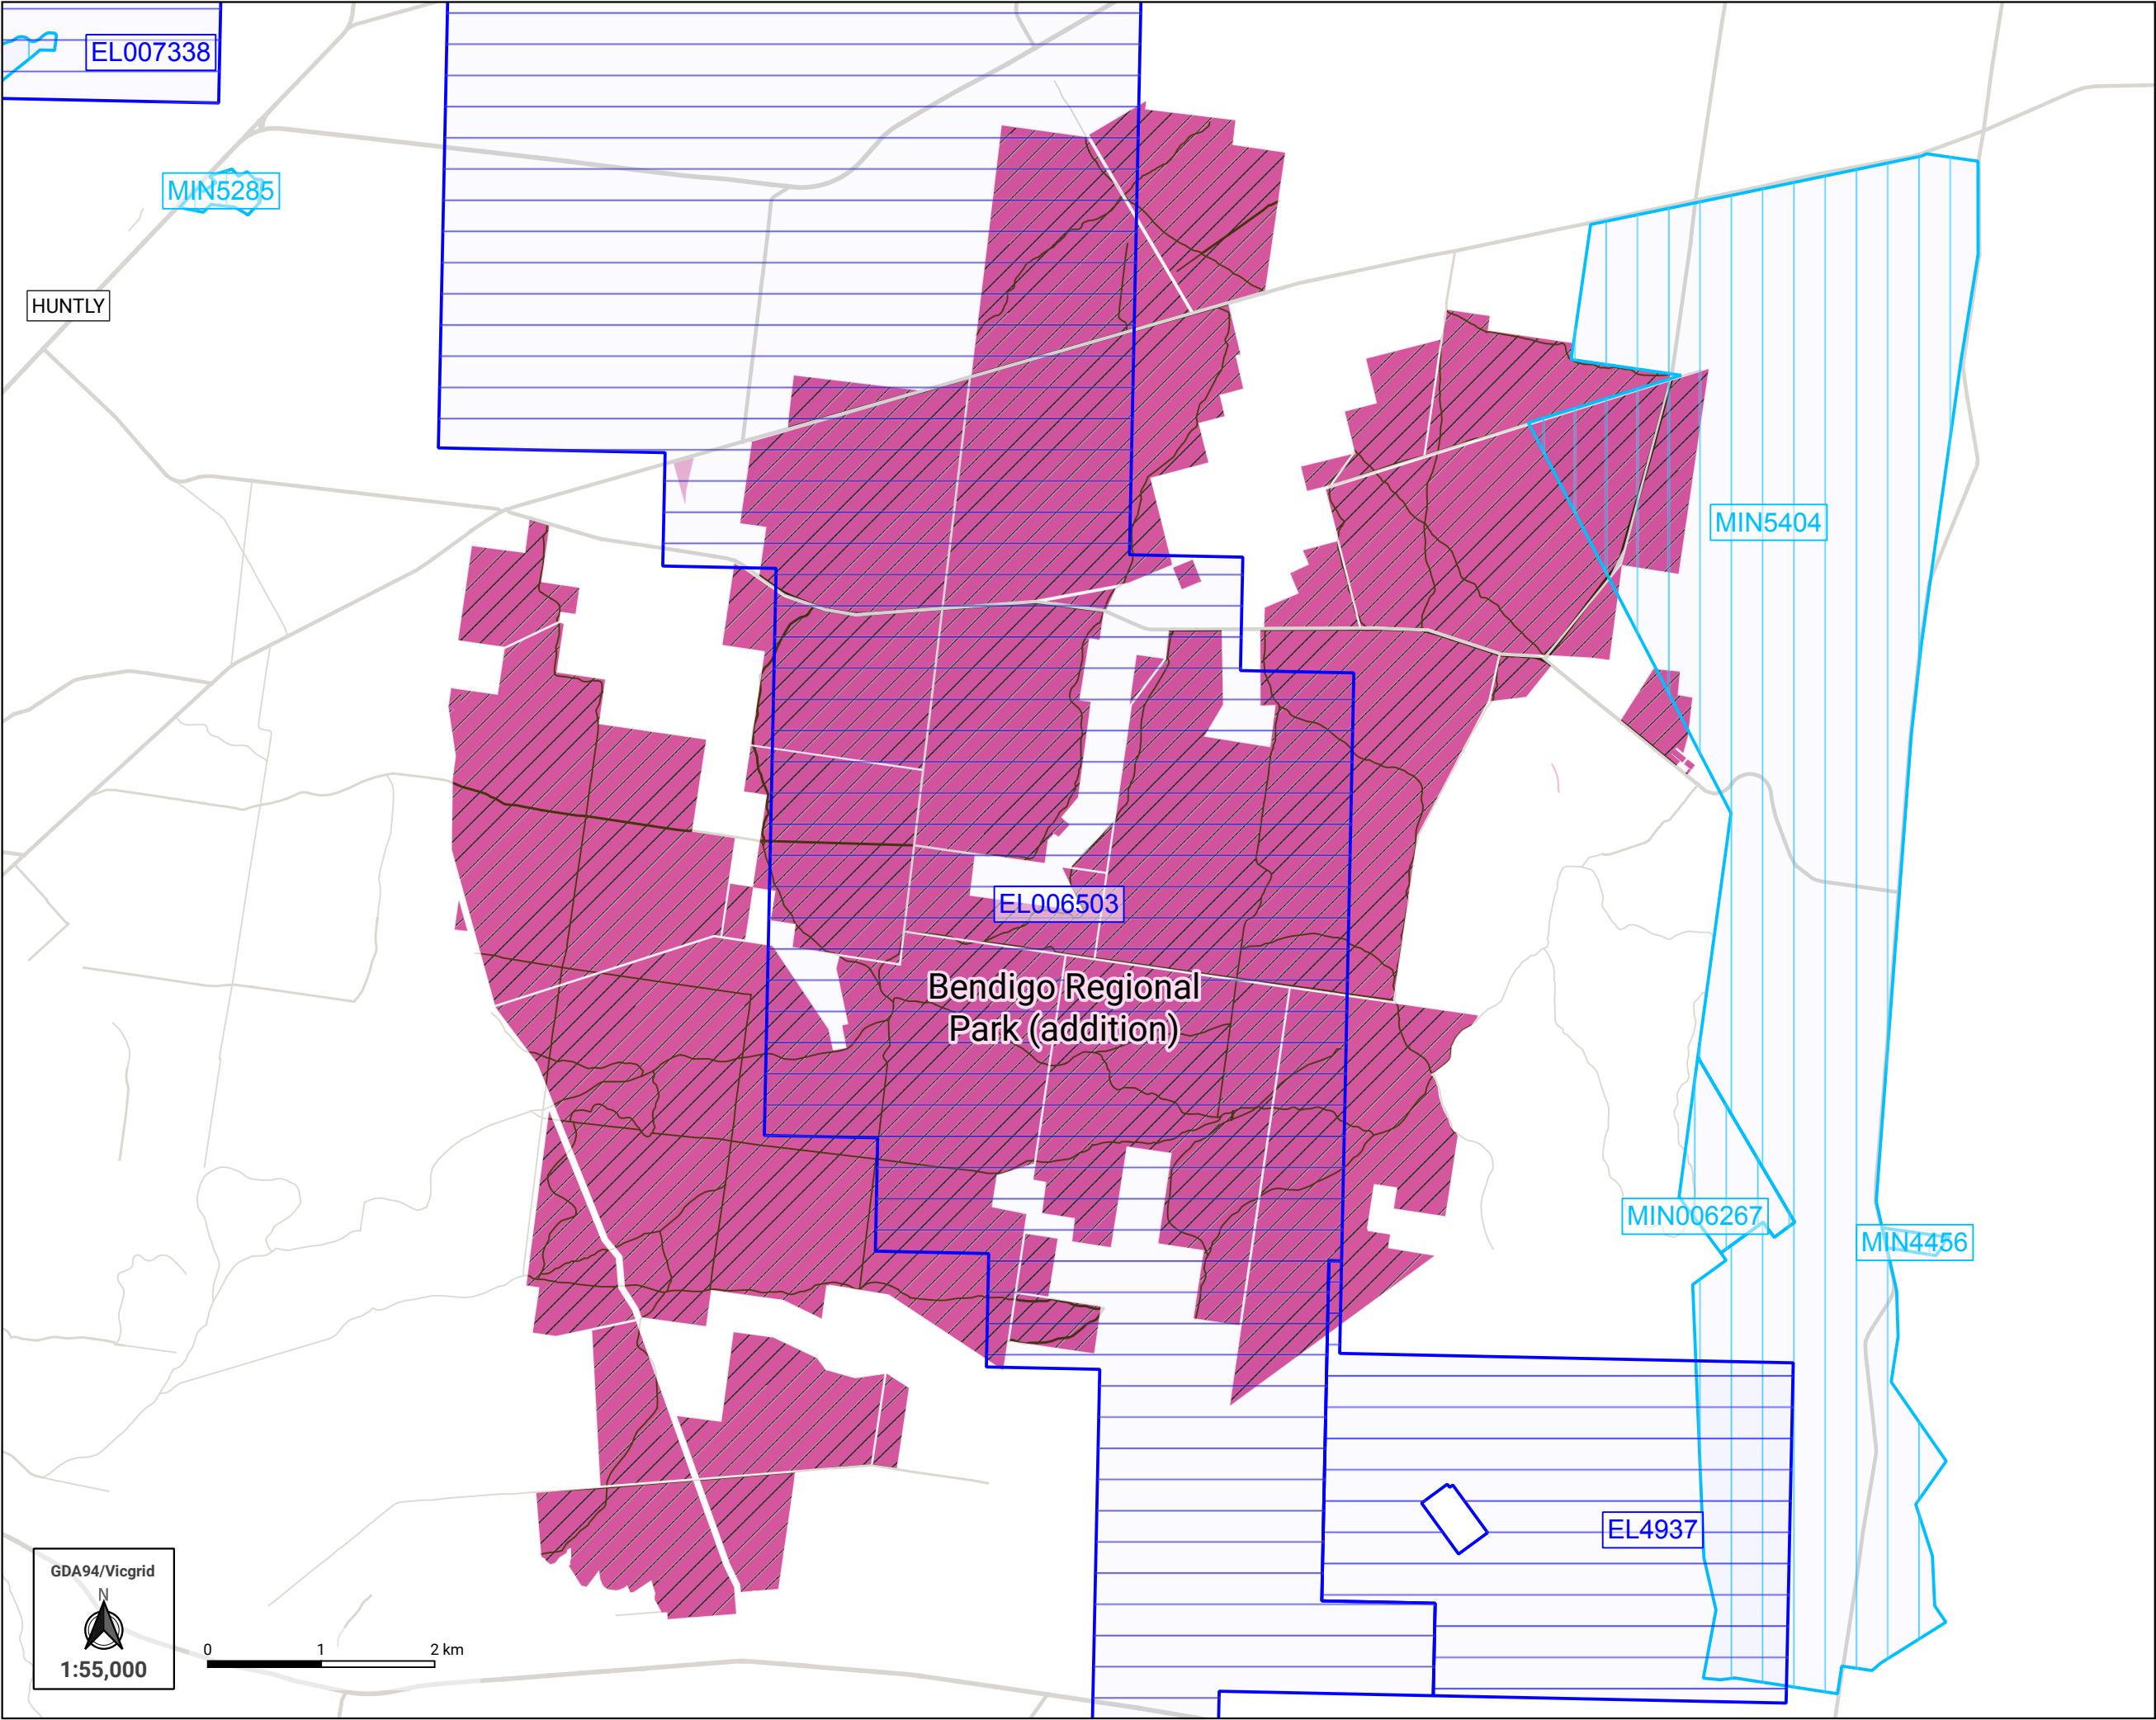 EL007338
MIN5285
HUNTLY
MIN5404
EL006503
Bendigo Regional
Park (addition)
MIN006267
MIN4456
EL4937
GDA94/Vicgrid
N
1:55,000
0 1 2 km